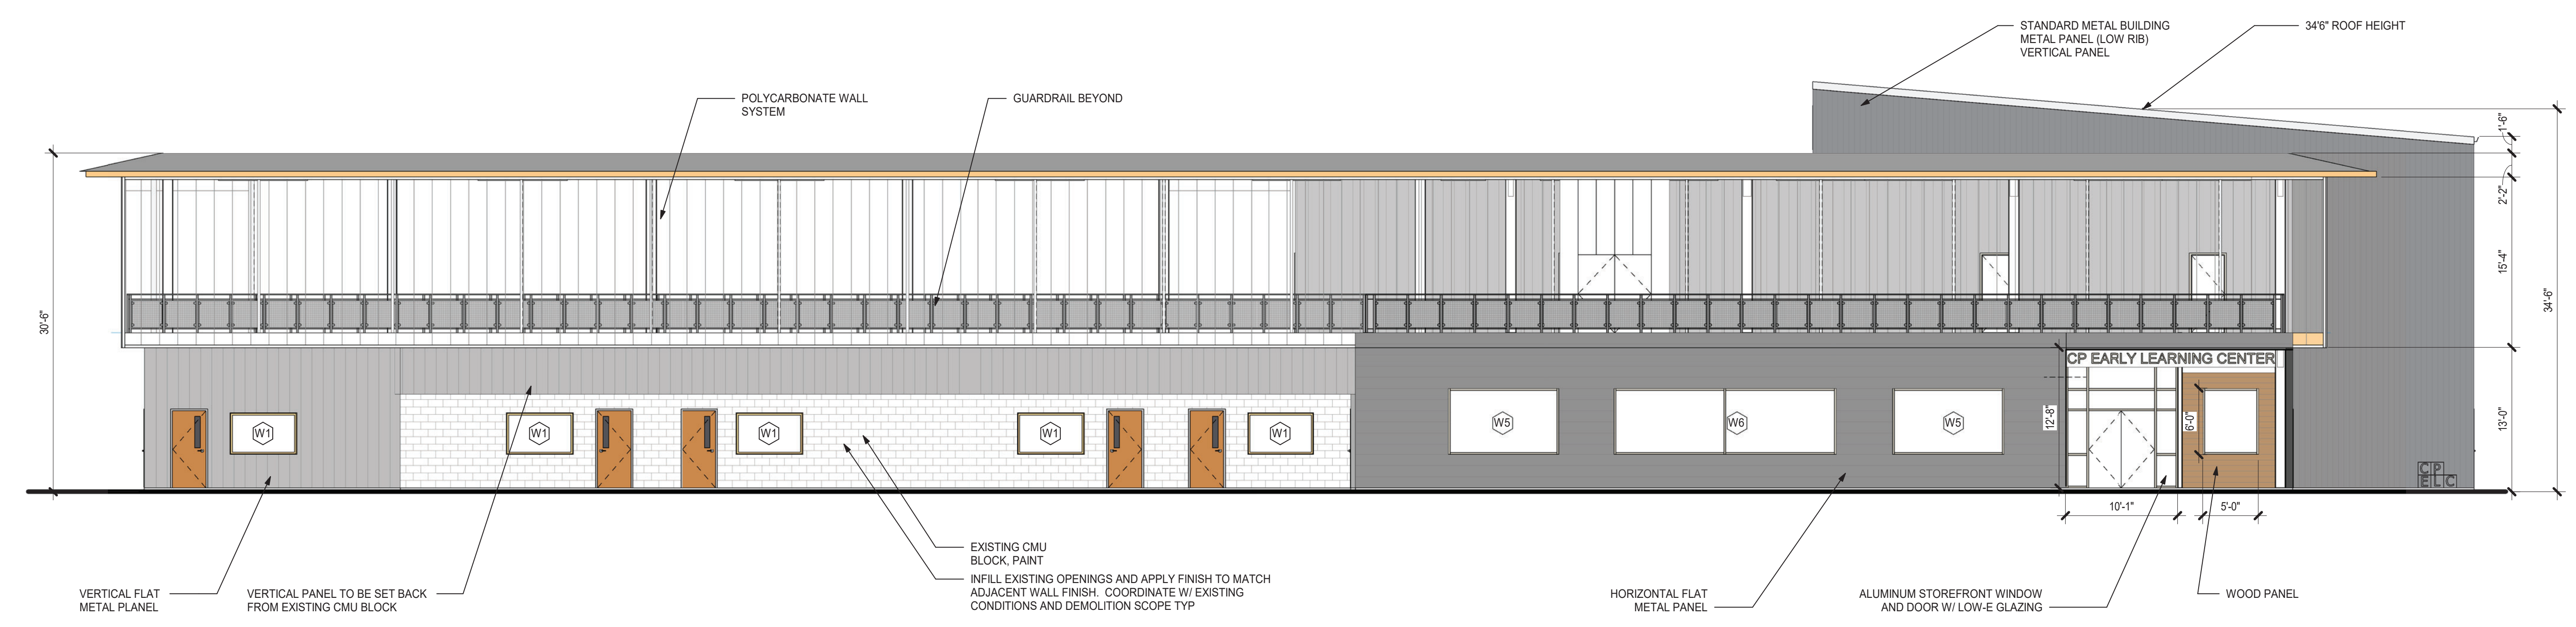 STANDARD METAL BUILDING
METAL PANEL (LOW RIB)
VERTICAL PANEL
34'6" ROOF HEIGHT
POLYCARBONATE WALL
SYSTEM
GUARDRAIL BEYOND
1'-6"
2'-2"
15'-4"
34'-6"
30'-6"
CP EARLY LEARNING CENTER
W1
W1
W1
W1
W1
W5
W6
W5
12'-8"
6'-0"
13'-0"
CP
ELC
10'-1"
5'-0"
EXISTING CMU
BLOCK, PAINT
INFILL EXISTING OPENINGS AND APPLY FINISH TO MATCH
ADJACENT WALL FINISH. COORDINATE W/ EXISTING
CONDITIONS AND DEMOLITION SCOPE TYP
VERTICAL FLAT
METAL PLANEL
VERTICAL PANEL TO BE SET BACK
FROM EXISTING CMU BLOCK
HORIZONTAL FLAT
METAL PANEL
ALUMINUM STOREFRONT WINDOW
AND DOOR W/ LOW-E GLAZING
WOOD PANEL